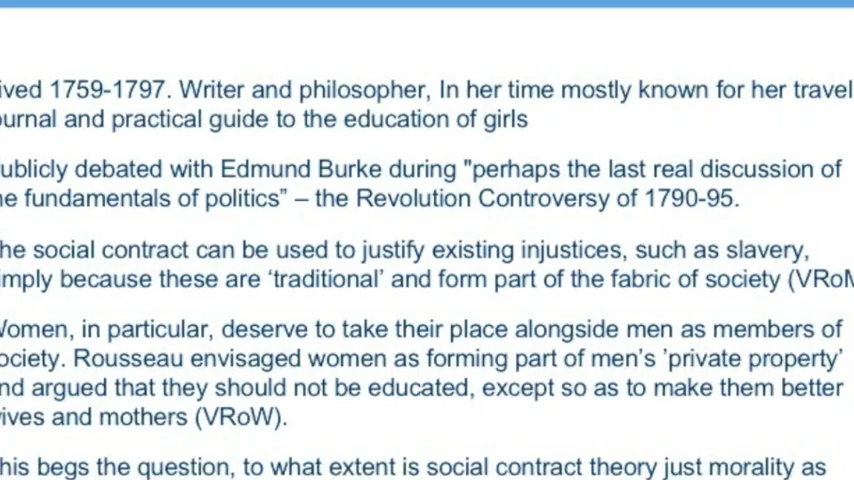 ived 1759-1797. Writer and philosopher, In her time mostly known for her travel
ournal and practical guide to the education of girls
ublicly debated with Edmund Burke during "perhaps the last real discussion of
he fundamentals of politics” – the Revolution Controversy of 1790-95.
he social contract can be used to justify existing injustices, such as slavery,
imply because these are ‘traditional’ and form part of the fabric of society (VRoM
Women, in particular, deserve to take their place alongside men as members of
ociety. Rousseau envisaged women as forming part of men’s ’private property’
nd argued that they should not be educated, except so as to make them better
ives and mothers (VRoW).
his begs the question, to what extent is social contract theory just morality as